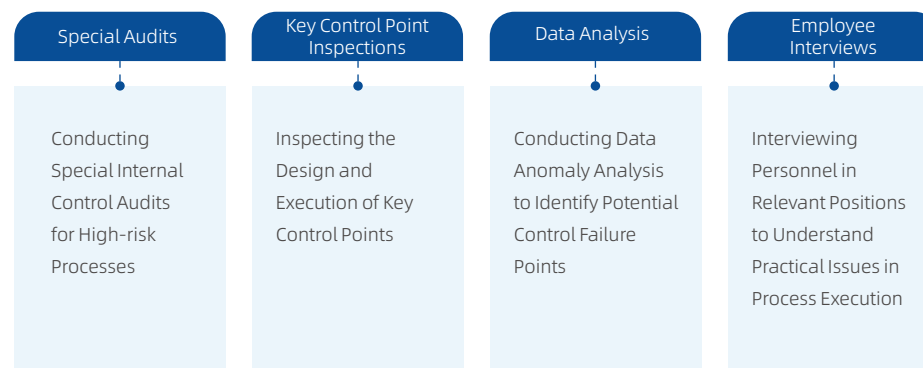 Special Audits
Conducting
Special Internal
Control Audits
for High-risk
Processes
Key Control Point
Inspections
Inspecting the
Design and
Execution of Key
Control Points
Data Analysis
Conducting Data
Anomaly Analysis
to Identify Potential
Control Failure
Points
Employee
Interviews
Interviewing
Personnel in
Relevant Positions
to Understand
Practical Issues in
Process Execution